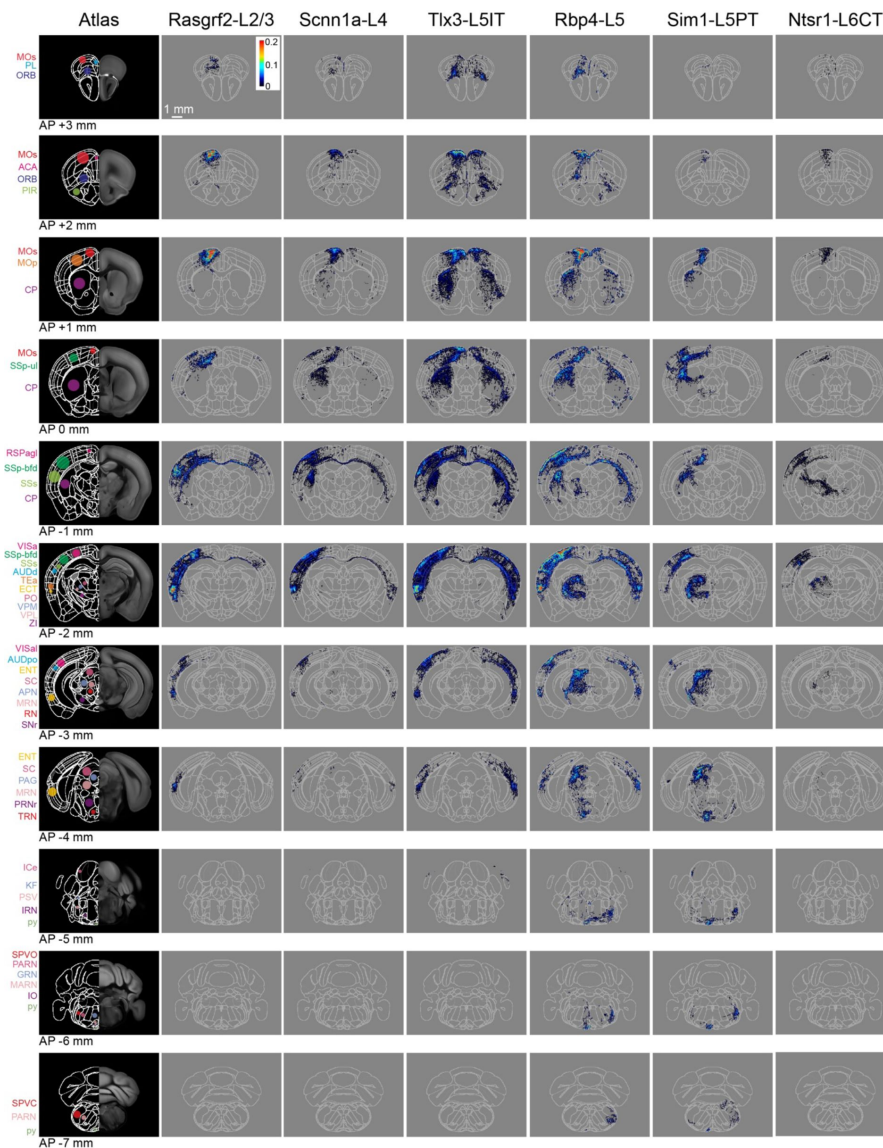 Atlas Rasgrf2-L2/3 Scnn1a-L4 Tlx3-L5IT Rbp4-L5 Sim1-L5PT Ntsr1-L6CT
0.2
0.1
0
1 mm
MOs
PL
ORB
AP +3 mm
MOs
ACA
ORB
PIR
AP +2 mm
MOs
MOp
CP
AP +1 mm
MOs
SSp-ul
CP
AP 0 mm
RSPagl
SSp-bfd
SSs
CP
AP -1 mm
VISa
SSp-bfd
SSs
AUDd
TEa
ECT
PO
VPM
VPL
ZI
AP -2 mm
VISal
AUDpo
ENT
SC
APN
MRN
RN
SNr
AP -3 mm
ENT
SC
PAG
MRN
PRNr
TRN
AP -4 mm
ICe
KF
PSV
IRN
py
AP -5 mm
SPVO
PARN
GRN
MARN
IO
py
AP -6 mm
SPVC
PARN
py
AP -7 mm